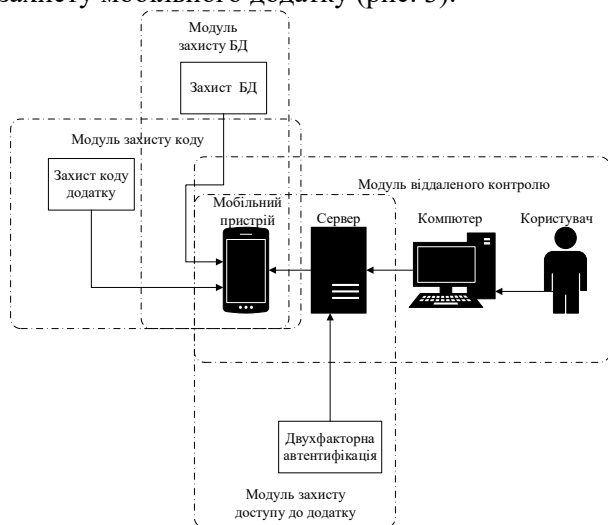 захисту мобільного додатку (рис. 3).
Модуль
захисту БД
Захист БД
Модуль захисту коду
Захист коду
додатку
Модуль віддаленого контролю
Мобільний
пристрій
Сервер
Компютер
Користувач
Двухфакторна
автентифікація
Модуль захисту
доступу до додатку